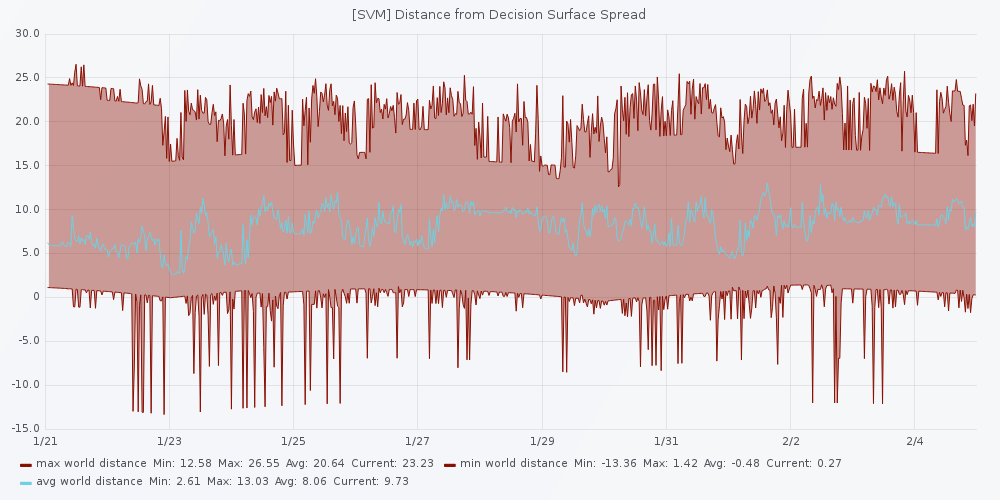 [SVM] Distance from Decision Surface Spread
30.0
25.0
20.0
15.0
10.0
5.0
0
-5.0
-10.0
-15.0
1/21 1/23 1/25 1/27 1/29 1/31 2/2 2/4
max world distance Min: 12.58 Max: 26.55 Avg: 20.64 Current: 23.23 min world distance Min: -13.36 Max: 1.42 Avg: -0.48 Current: 0.27
avg world distance Min: 2.61 Max: 13.03 Avg: 8.06 Current: 9.73